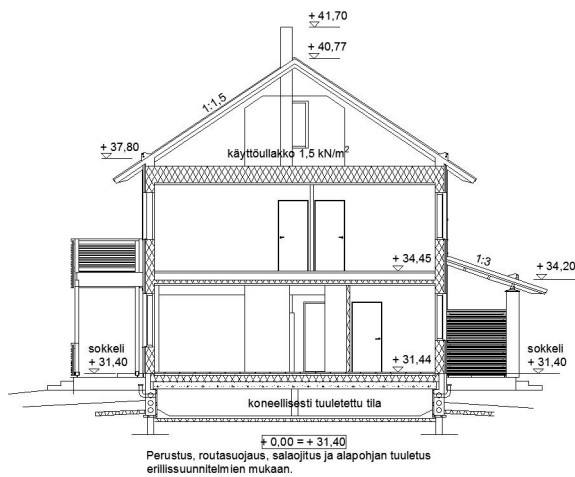 + 41,70
+ 40,77
1:1,5
+ 37,80
käyttöullakko 1,5 kN/m²
+ 34,45
1:3
+ 34,20
sokkeli
+ 31,40
+ 31,44
sokkeli
+ 31,40
koneellisesti tuuletettu tila
+ 0,00 = + 31,40
Perustus, routasuojaus, salaojitus ja alapohjan tuuletus
erillissuunnitelmien mukaan.